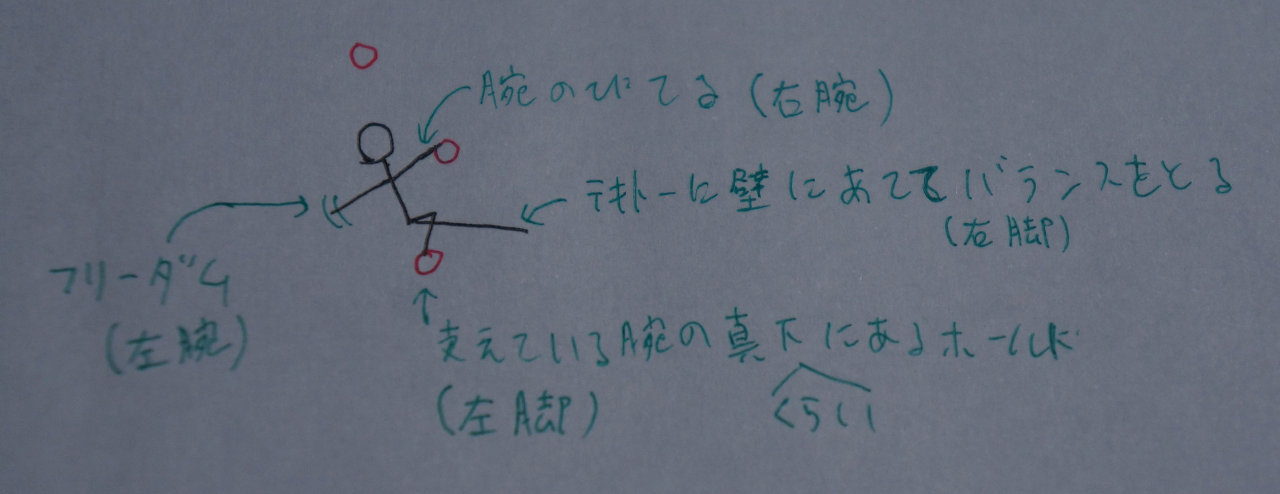 腕のびてる(右腕)
テキトーに壁にあててバランスをとる
(右脚)
フリーダム
(左腕)
支えている腕の真下にあるホールド
くらい
(左脚)